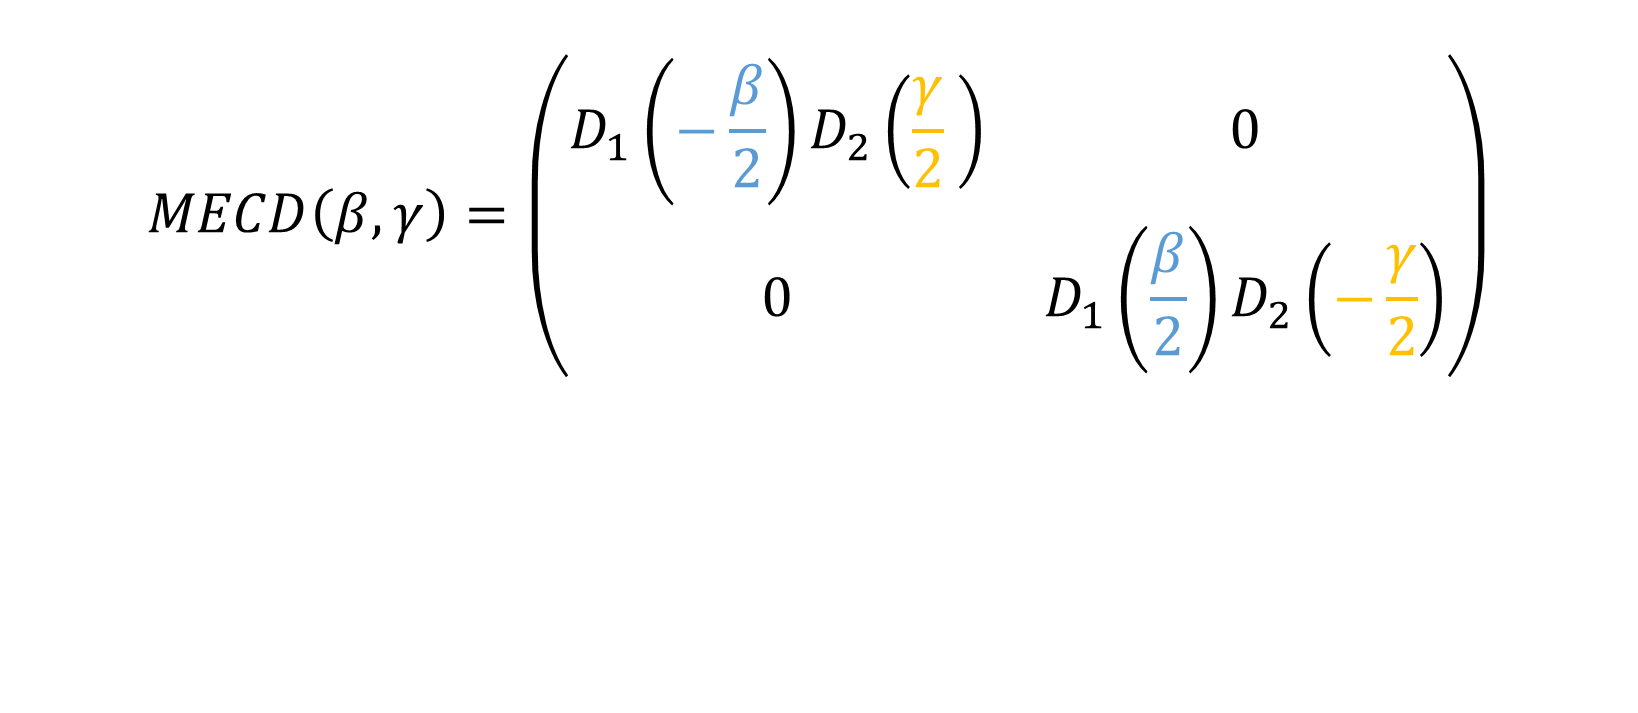 MECD(β, γ) = ( D₁(−β/2) D₂(γ/2) 0
0 D₁(β/2) D₂(−γ/2) )